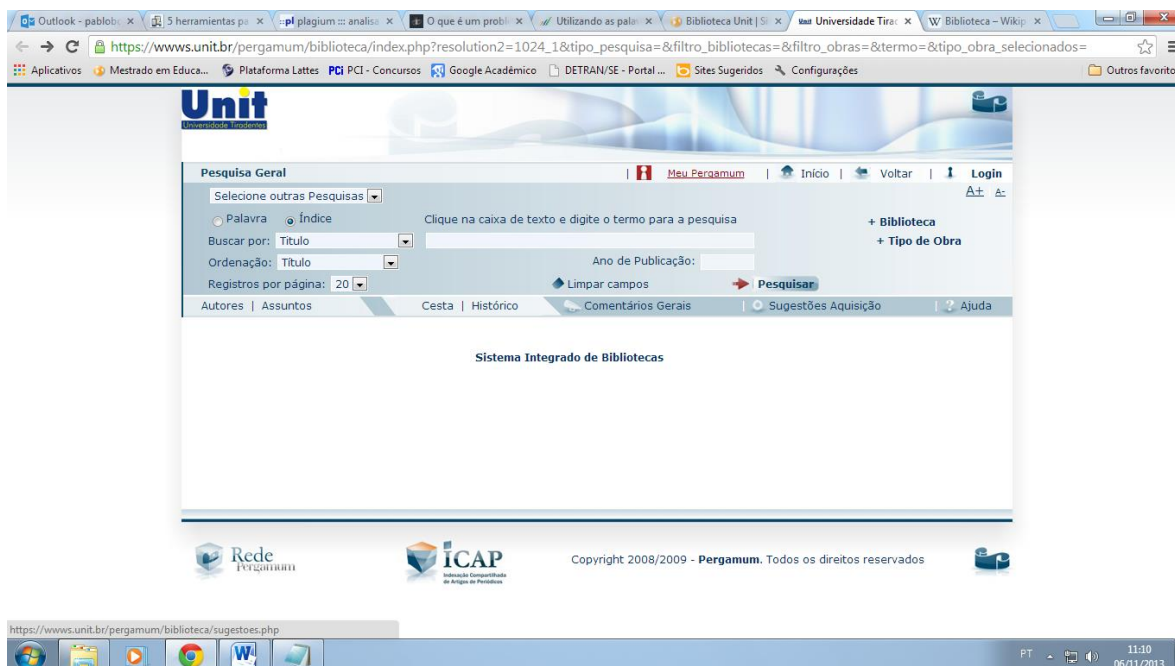 Outlook - pablobo
5 herramientas pa
plagium ::: analisa
O que é um proble
Utilizando as palav
Biblioteca Unit | Si
Universidade Tirad
Biblioteca – Wikip
https://wwws.unit.br/pergamum/biblioteca/index.php?resolution2=1024_1&tipo_pesquisa=&filtro_bibliotecas=&filtro_obras=&termo=&tipo_obra_selecionados=
Aplicativos Mestrado em Educa... Plataforma Lattes PCI PCI - Concursos Google Acadêmico DETRAN/SE - Portal ... Sites Sugeridos Configurações Outros favorito
Unit
Universidade Tiradentes
Pesquisa Geral | Meu Pergamum | Início | Voltar | Login
Selecione outras Pesquisas A+ A-
Palavra Índice Clique na caixa de texto e digite o termo para a pesquisa + Biblioteca
Buscar por: Título + Tipo de Obra
Ordenação: Título Ano de Publicação:
Registros por página: 20 Limpar campos Pesquisar
Autores | Assuntos Cesta | Histórico Comentários Gerais | Sugestões Aquisição | Ajuda
Sistema Integrado de Bibliotecas
Rede
Pergamum
ICAP
Indexação Compartilhada
de Artigos de Periódicos
Copyright 2008/2009 - Pergamum. Todos os direitos reservados
https://wwws.unit.br/pergamum/biblioteca/sugestoes.php
PT 11:10
06/11/2013